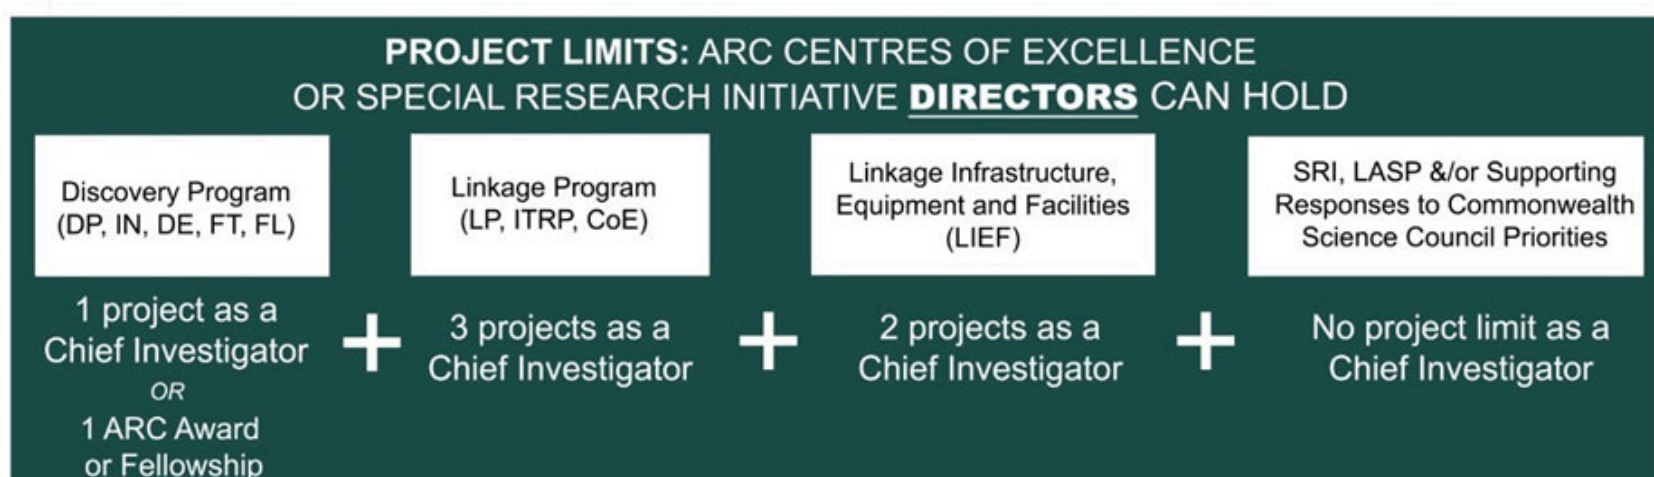 PROJECT LIMITS: ARC CENTRES OF EXCELLENCE
OR SPECIAL RESEARCH INITIATIVE DIRECTORS CAN HOLD
Discovery Program
(DP, IN, DE, FT, FL)
1 project as a
Chief Investigator
OR
1 ARC Award
or Fellowship
+
Linkage Program
(LP, ITRP, CoE)
3 projects as a
Chief Investigator
+
Linkage Infrastructure,
Equipment and Facilities
(LIEF)
2 projects as a
Chief Investigator
+
SRI, LASP &/or Supporting
Responses to Commonwealth
Science Council Priorities
No project limit as a
Chief Investigator